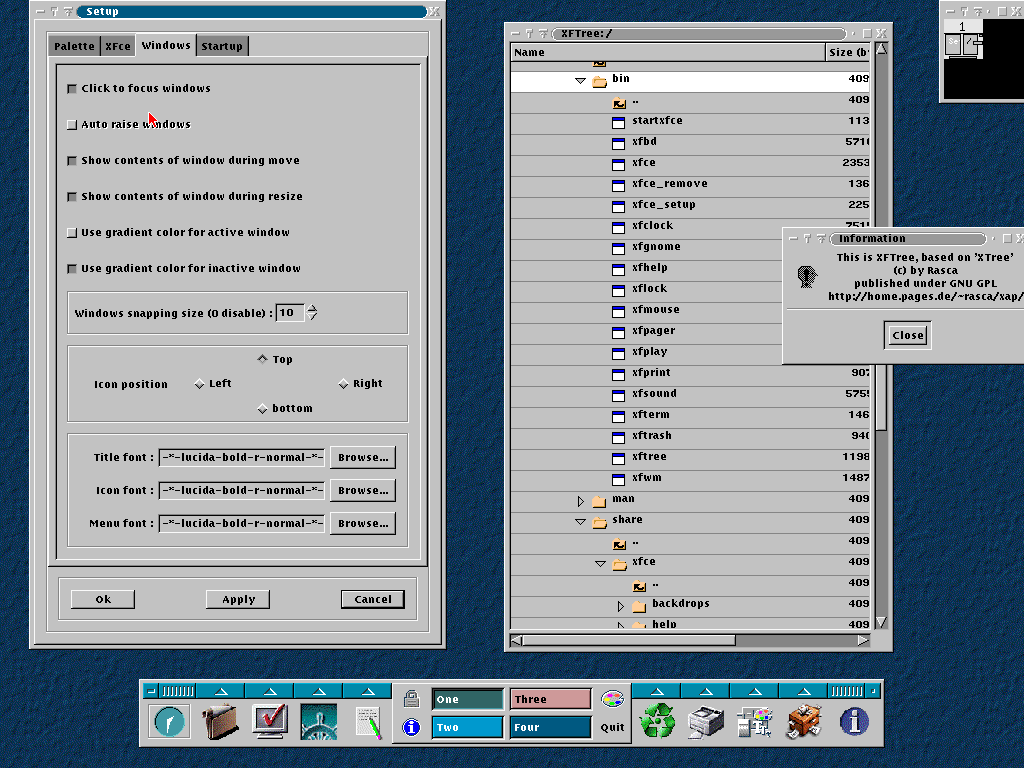 Setup
Palette XFce Windows Startup
Click to focus windows
Auto raise windows
Show contents of window during move
Show contents of window during resize
Use gradient color for active window
Use gradient color for inactive window
Windows snapping size (0 disable) : 10
Top
Icon position Left Right
bottom
Title font : -*-lucida-bold-r-normal-*- Browse...
Icon font : -*-lucida-bold-r-normal-*- Browse...
Menu font : -*-lucida-bold-r-normal-*- Browse...
Ok Apply Cancel
XFTree:/
Name Size (b
bin 409
.. 409
startxfce 113
xfbd 571
xfce 2353
xfce_remove 136
xfce_setup 225
xfclock 751
xfgnome
xfhelp
xflock
xfmouse
xfpager
xfplay
xfprint 907
xfsound 575
xfterm 146
xftrash 940
xftree 1198
xfwm 1487
man 409
share 409
.. 409
xfce 409
.. 409
backdrops 409
help 409
1
Information
This is XFTree, based on 'XTree'
(c) by Rasca
published under GNU GPL
http://home.pages.de/~rasca/xap/
Close
One Three
Two Four Quit